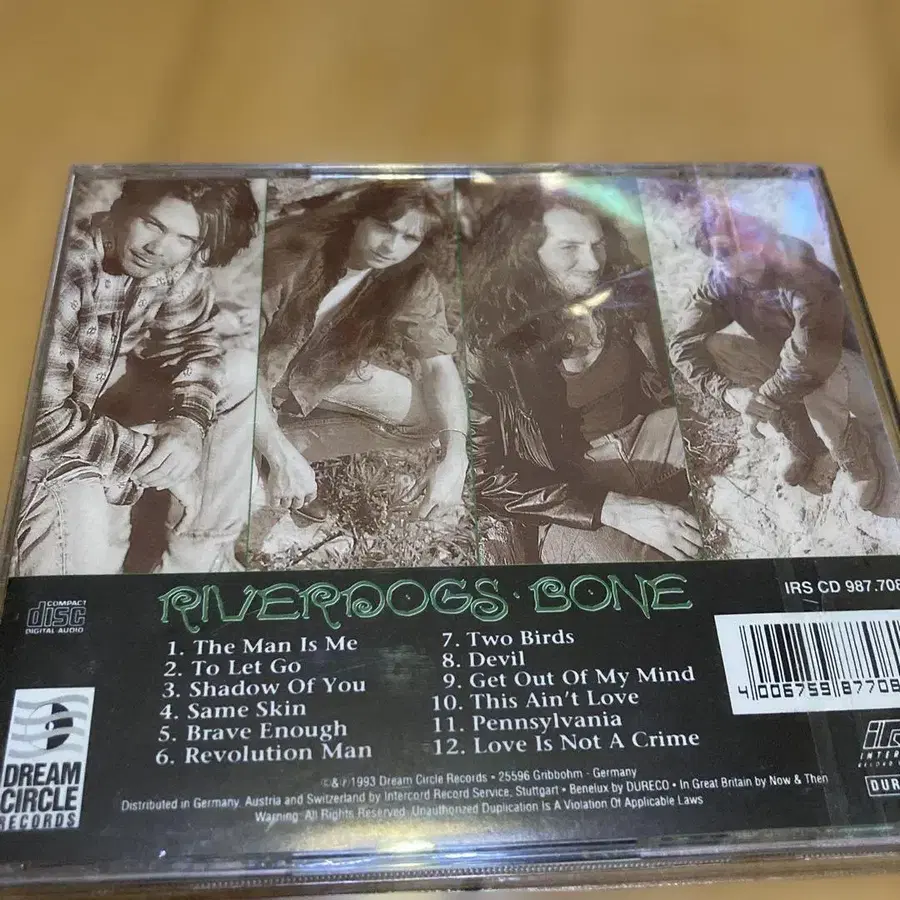 COMPACT
disc
DIGITAL AUDIO
RIVERDOGS · BONE
IRS CD 987.708
1. The Man Is Me
2. To Let Go
3. Shadow Of You
4. Same Skin
5. Brave Enough
6. Revolution Man
7. Two Birds
8. Devil
9. Get Out Of My Mind
10. This Ain't Love
11. Pennsylvania
12. Love Is Not A Crime
4 006759 87708
DREAM
CIRCLE
RECORDS
©&℗1993 Dream Circle Records • 25596 Gribbohm - Germany
Distributed in Germany, Austria and Switzerland by Intercord Record Service, Stuttgart • Benelux by DURECO • In Great Britain by Now & Then
Warning: All Rights Reserved. Unauthorized Duplication Is A Violation Of Applicable Laws